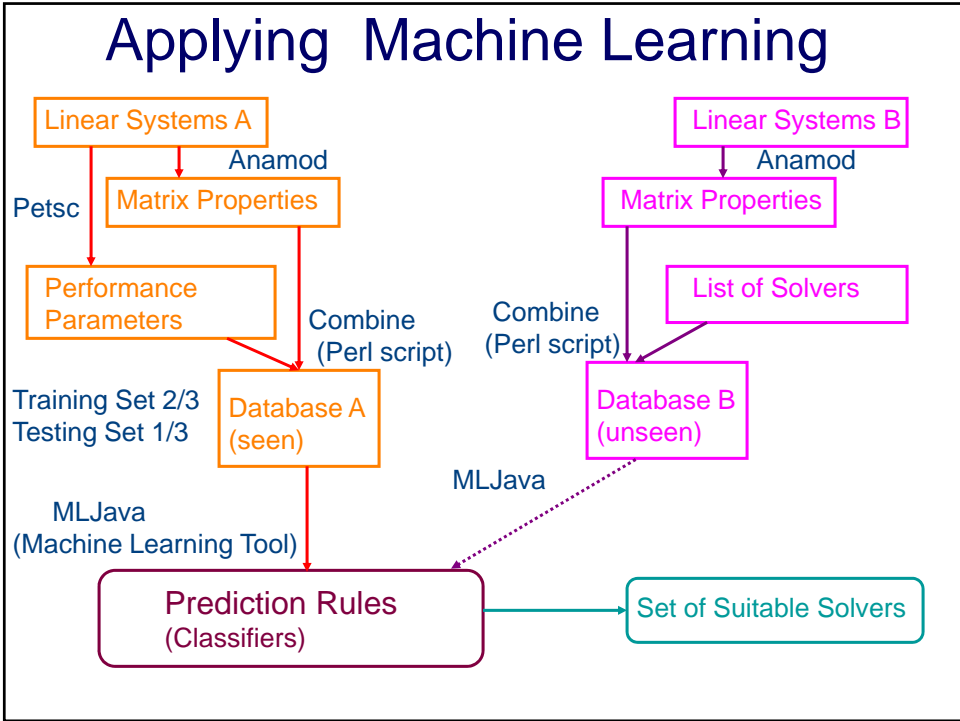 Applying Machine Learning
Linear Systems A
Linear Systems B
Anamod
Anamod
Petsc
Matrix Properties
Matrix Properties
Performance
Parameters
List of Solvers
Combine
(Perl script)
Combine
(Perl script)
Training Set 2/3
Testing Set 1/3
Database A
(seen)
Database B
(unseen)
MLJava
MLJava
(Machine Learning Tool)
Prediction Rules
(Classifiers)
Set of Suitable Solvers